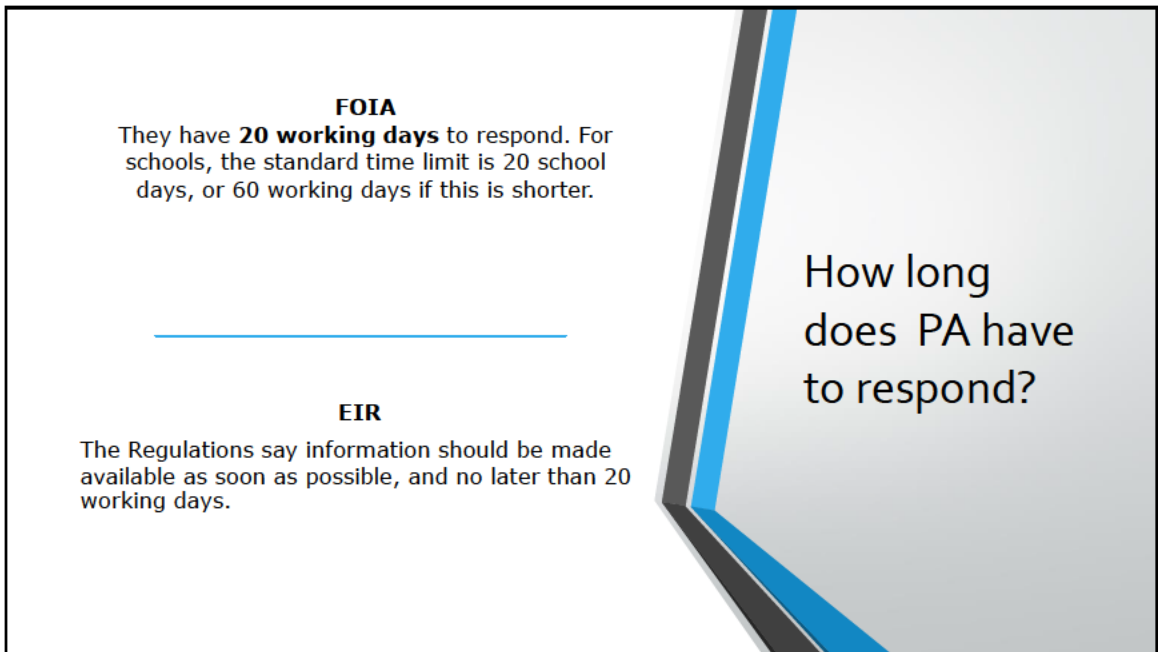 FOIA
They have 20 working days to respond. For
schools, the standard time limit is 20 school
days, or 60 working days if this is shorter.
EIR
The Regulations say information should be made
available as soon as possible, and no later than 20
working days.
How long
does PA have
to respond?